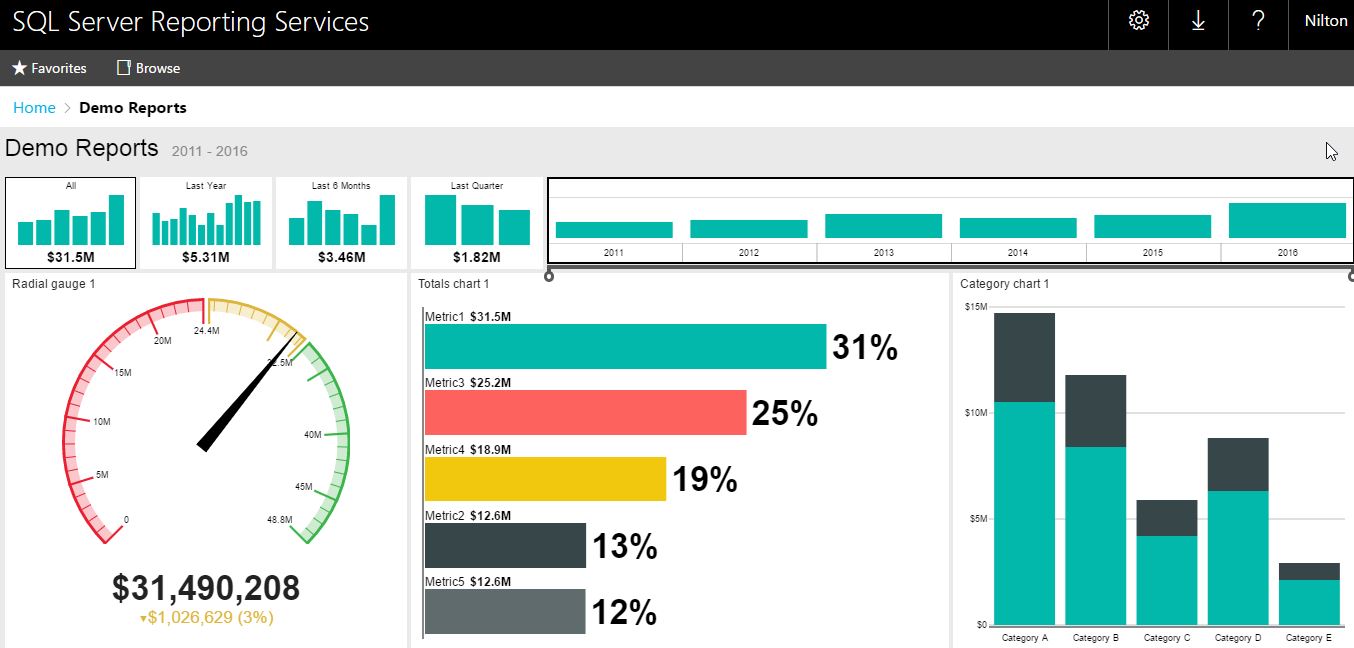 SQL Server Reporting Services
?
Nilton
Favorites
Browse
Home > Demo Reports
Demo Reports 2011 - 2016
All
$31.5M
Last Year
$5.31M
Last 6 Months
$3.46M
Last Quarter
$1.82M
2011
2012
2013
2014
2015
2016
Radial gauge 1
0
5M
10M
15M
20M
24.4M
40M
45M
48.8M
$31,490,208
▾$1,026,629 (3%)
Totals chart 1
Metric1 $31.5M
31%
Metric3 $25.2M
25%
Metric4 $18.9M
19%
Metric2 $12.6M
13%
Metric5 $12.6M
12%
Category chart 1
$15M
$10M
$5M
$0
Category A
Category B
Category C
Category D
Category E